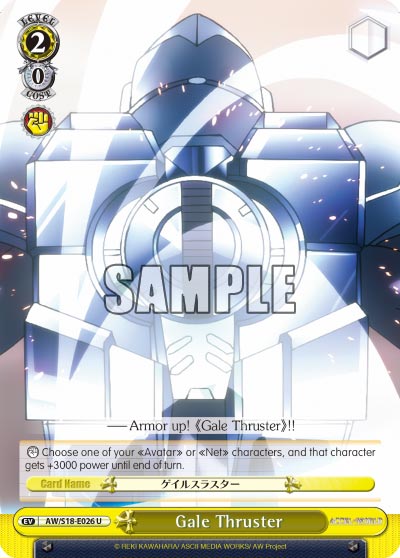 LEVEL
2
0
COST
SAMPLE
——Armor up! 《Gale Thruster》!!
Choose one of your «Avatar» or «Net» characters, and that character
gets +3000 power until end of turn.
Card Name ゲイルスラスター
EV AW/S18-E026 U
Gale Thruster
© REKI KAWAHARA/ ASCII MEDIA WORKS/ AW Project